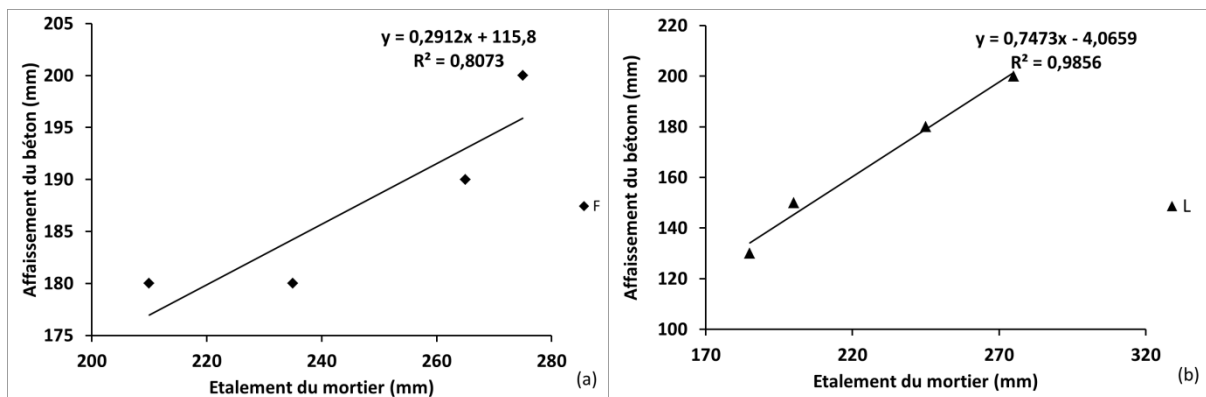 205
200
195
190
185
180
175
Affaissement du béton (mm)
y = 0,2912x + 115,8
R² = 0,8073
F
200 220 240 260 280
Etalement du mortier (mm)
(a)
220
200
180
160
140
120
100
Affaissement du bétonn (mm)
y = 0,7473x - 4,0659
R² = 0,9856
L
170 220 270 320
Etalement du mortier (mm)
(b)